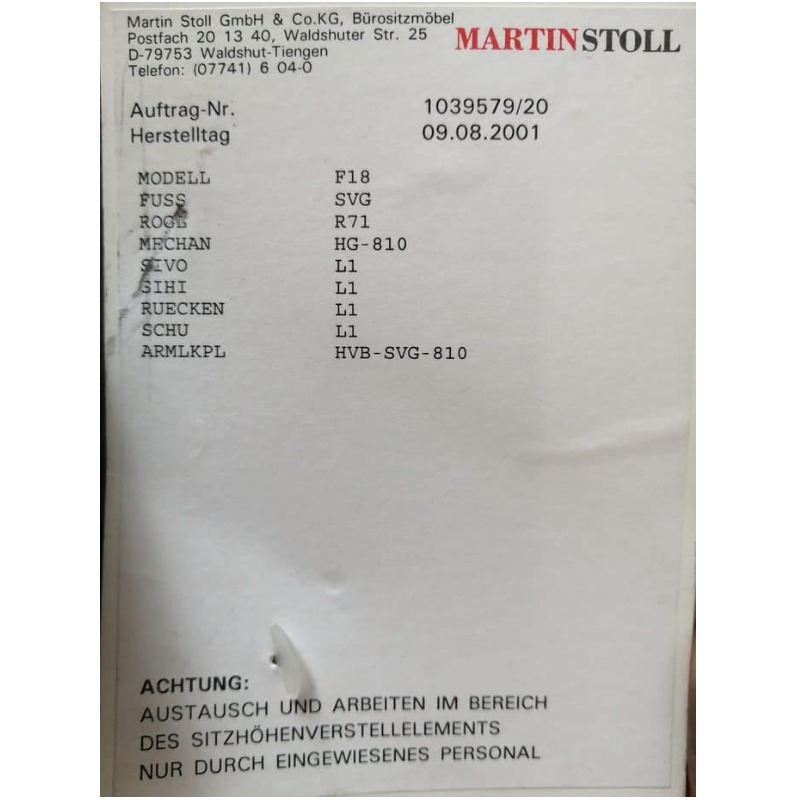 Martin Stoll GmbH & Co.KG, Bürositzmöbel
Postfach 20 13 40, Waldshuter Str. 25
D-79753 Waldshut-Tiengen
Telefon: (07741) 6 04-0
MARTINSTOLL
Auftrag-Nr. 1039579/20
Herstelltag 09.08.2001
MODELL F18
FUSS SVG
ROGL R71
MECHAN HG-810
SIVO L1
SIHI L1
RUECKEN L1
SCHU L1
ARMLKPL HVB-SVG-810
ACHTUNG:
AUSTAUSCH UND ARBEITEN IM BEREICH
DES SITZHÖHENVERSTELLELEMENTS
NUR DURCH EINGEWIESENES PERSONAL